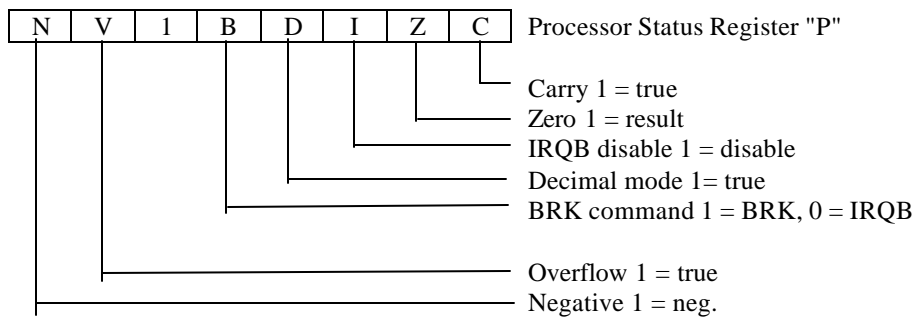 N V 1 B D I Z C Processor Status Register "P"
Carry 1 = true
Zero 1 = result
IRQB disable 1 = disable
Decimal mode 1= true
BRK command 1 = BRK, 0 = IRQB
Overflow 1 = true
Negative 1 = neg.